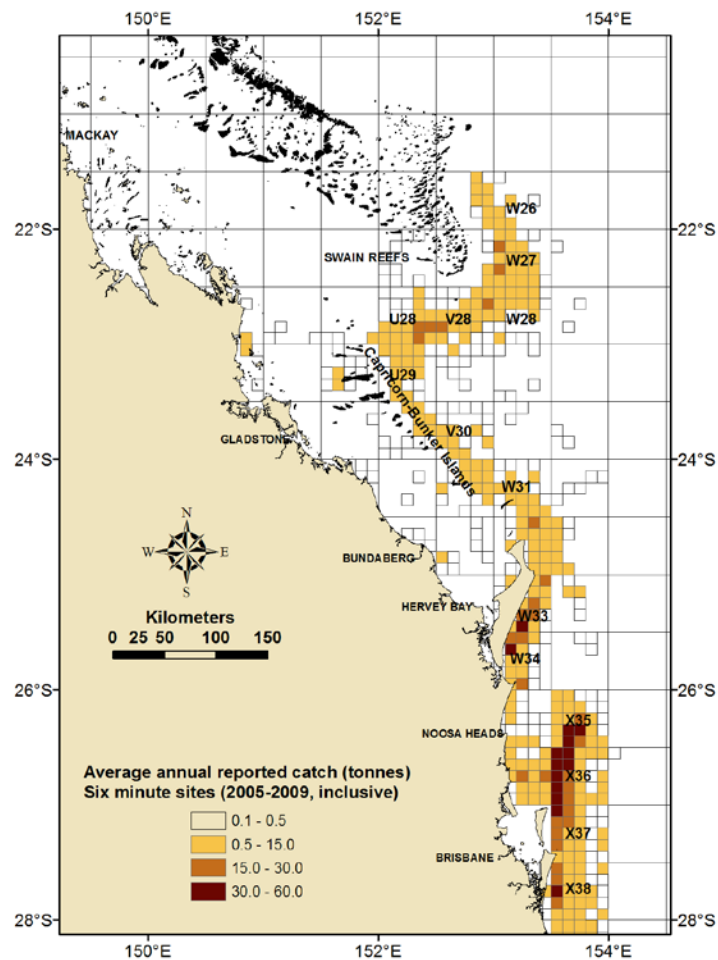 150°E 152°E 154°E
MACKAY
W26
22°S 22°S
SWAIN REEFS
W27
U28 V28 W28
Capricorn-Bunker Islands
U29
V30
GLADSTONE
24°S 24°S
W31
N
W E
S
BUNDABERG
Kilometers
HERVEY BAY
0 25 50 100 150
W33
W34
26°S 26°S
X35
NOOSA HEADS
Average annual reported catch (tonnes)
X36
Six minute sites (2005-2009, inclusive)
0.1 - 0.5
0.5 - 15.0
X37
15.0 - 30.0
BRISBANE
30.0 - 60.0
X38
28°S 28°S
150°E 152°E 154°E